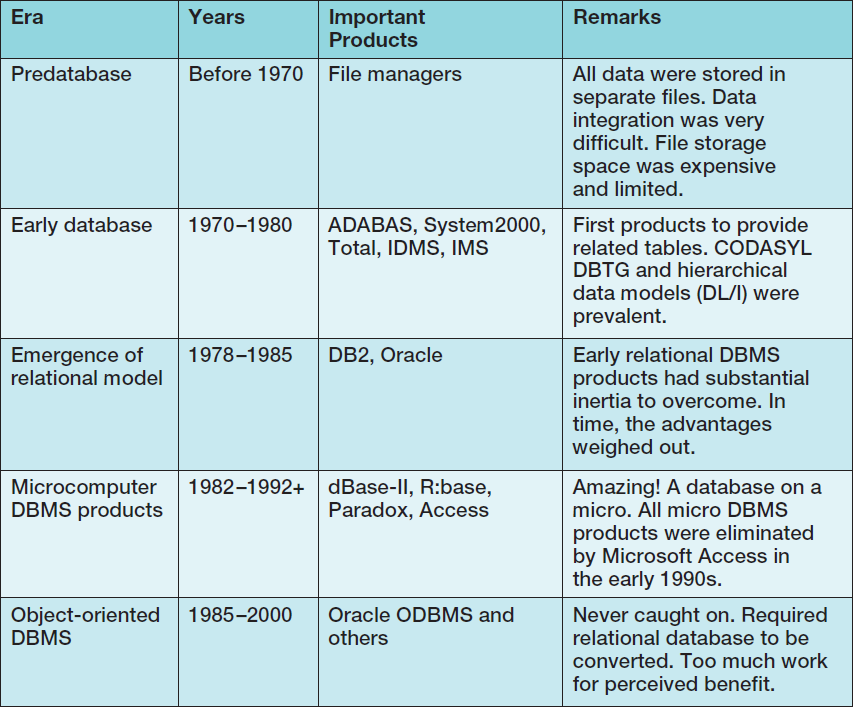 Era
Years
Important
Products
Remarks
Predatabase
Before 1970
File managers
All data were stored in
separate files. Data
integration was very
difficult. File storage
space was expensive
and limited.
Early database
1970–1980
ADABAS, System2000,
Total, IDMS, IMS
First products to provide
related tables. CODASYL
DBTG and hierarchical
data models (DL/I) were
prevalent.
Emergence of
relational model
1978–1985
DB2, Oracle
Early relational DBMS
products had substantial
inertia to overcome. In
time, the advantages
weighed out.
Microcomputer
DBMS products
1982–1992+
dBase-II, R:base,
Paradox, Access
Amazing! A database on a
micro. All micro DBMS
products were eliminated
by Microsoft Access in
the early 1990s.
Object-oriented
DBMS
1985–2000
Oracle ODBMS and
others
Never caught on. Required
relational database to be
converted. Too much work
for perceived benefit.